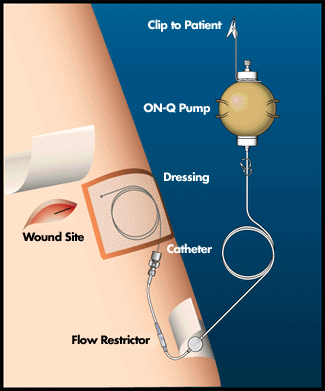 Clip to Patient
ON-Q Pump
Dressing
Wound Site
Catheter
Flow Restrictor